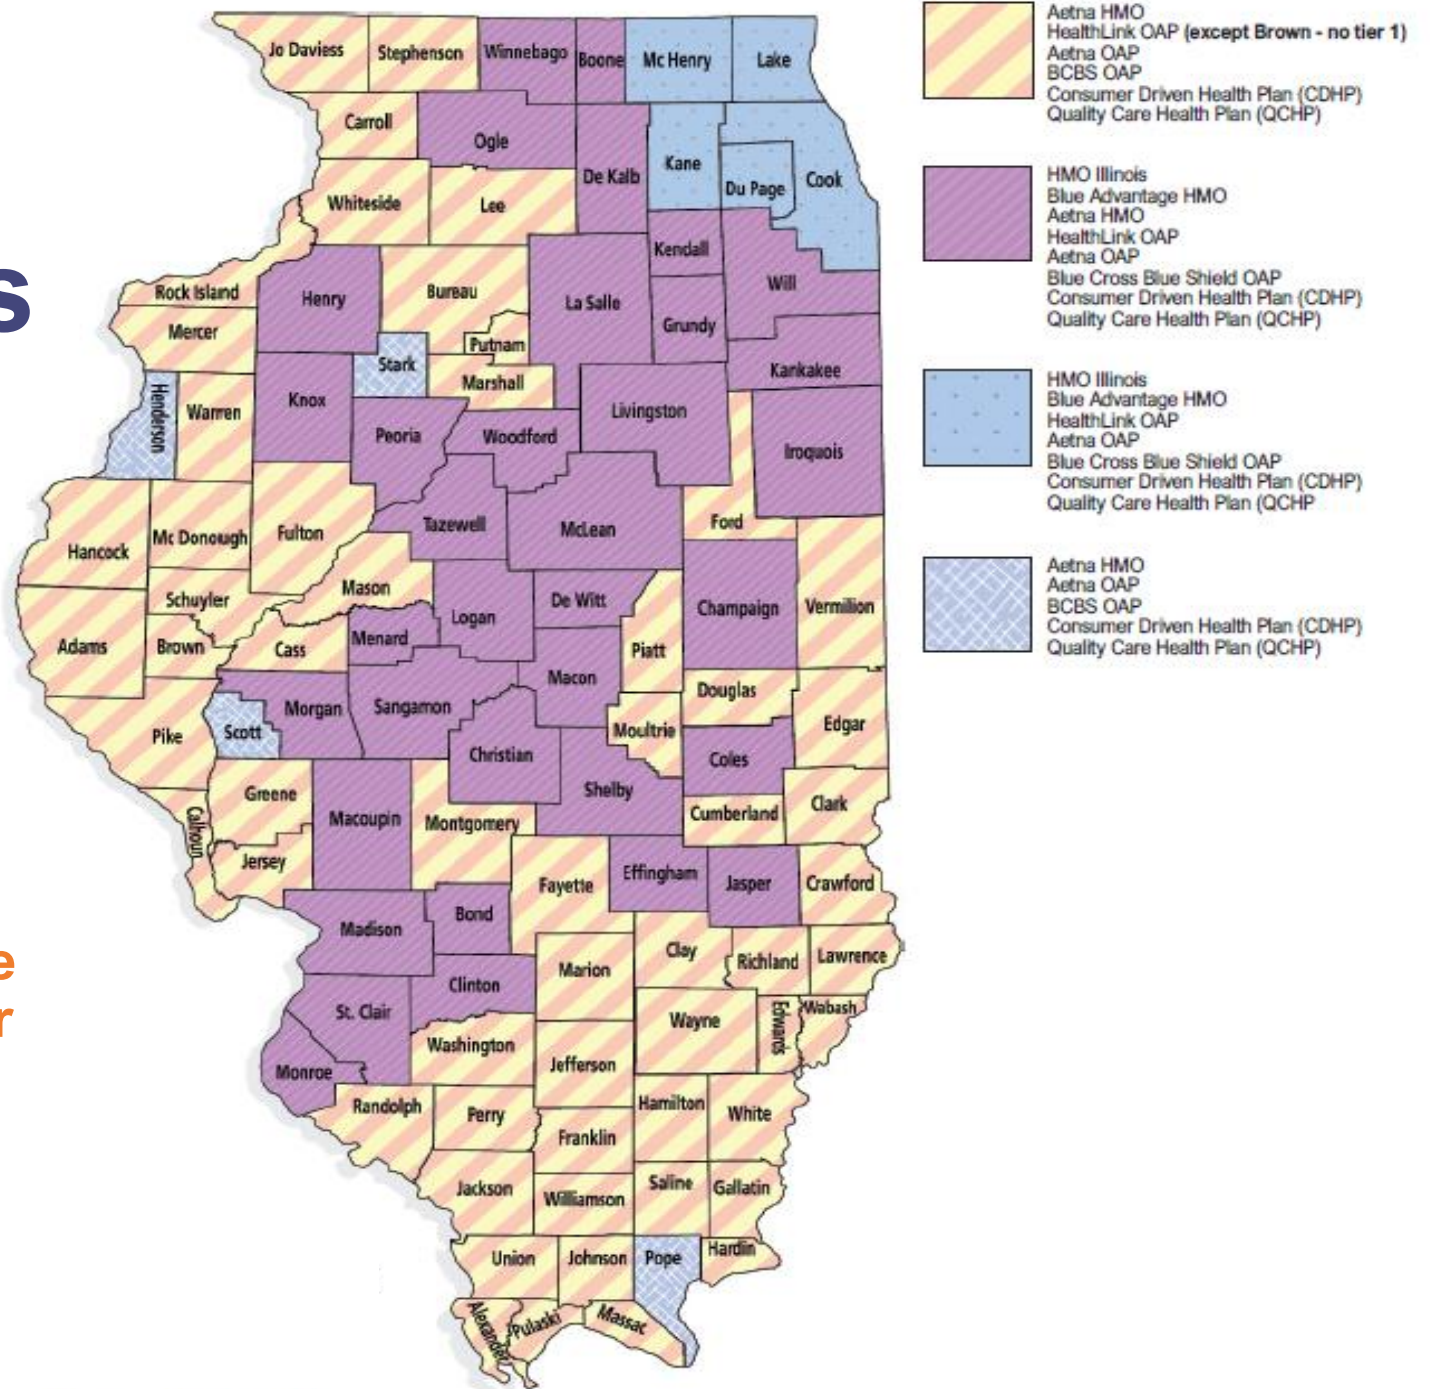 s
e
r
Jo Daviess
Stephenson
Winnebago
Boone
Mc Henry
Lake
Carroll
Ogle
De Kalb
Kane
Du Page
Cook
Whiteside
Lee
Kendall
Will
Rock Island
Henry
Bureau
La Salle
Grundy
Mercer
Putnam
Stark
Marshall
Kankakee
Henderson
Warren
Knox
Peoria
Woodford
Livingston
Iroquois
Hancock
Mc Donough
Fulton
Tazewell
McLean
Ford
Mason
Schuyler
Logan
De Witt
Champaign
Vermilion
Adams
Brown
Cass
Menard
Piatt
Macon
Douglas
Pike
Scott
Morgan
Sangamon
Christian
Moultrie
Edgar
Coles
Shelby
Greene
Calhoun
Macoupin
Montgomery
Cumberland
Clark
Jersey
Fayette
Effingham
Jasper
Crawford
Madison
Bond
Clay
Richland
Lawrence
Marion
Clinton
St. Clair
Wayne
Edwards
Wabash
Washington
Jefferson
Monroe
Randolph
Perry
Hamilton
White
Franklin
Jackson
Williamson
Saline
Gallatin
Union
Johnson
Pope
Hardin
Alexander
Pulaski
Massac
Aetna HMO
HealthLink OAP (except Brown - no tier 1)
Aetna OAP
BCBS OAP
Consumer Driven Health Plan (CDHP)
Quality Care Health Plan (QCHP)
HMO Illinois
Blue Advantage HMO
Aetna HMO
HealthLink OAP
Aetna OAP
Blue Cross Blue Shield OAP
Consumer Driven Health Plan (CDHP)
Quality Care Health Plan (QCHP)
HMO Illinois
Blue Advantage HMO
HealthLink OAP
Aetna OAP
Blue Cross Blue Shield OAP
Consumer Driven Health Plan (CDHP)
Quality Care Health Plan (QCHP
Aetna HMO
Aetna OAP
BCBS OAP
Consumer Driven Health Plan (CDHP)
Quality Care Health Plan (QCHP)